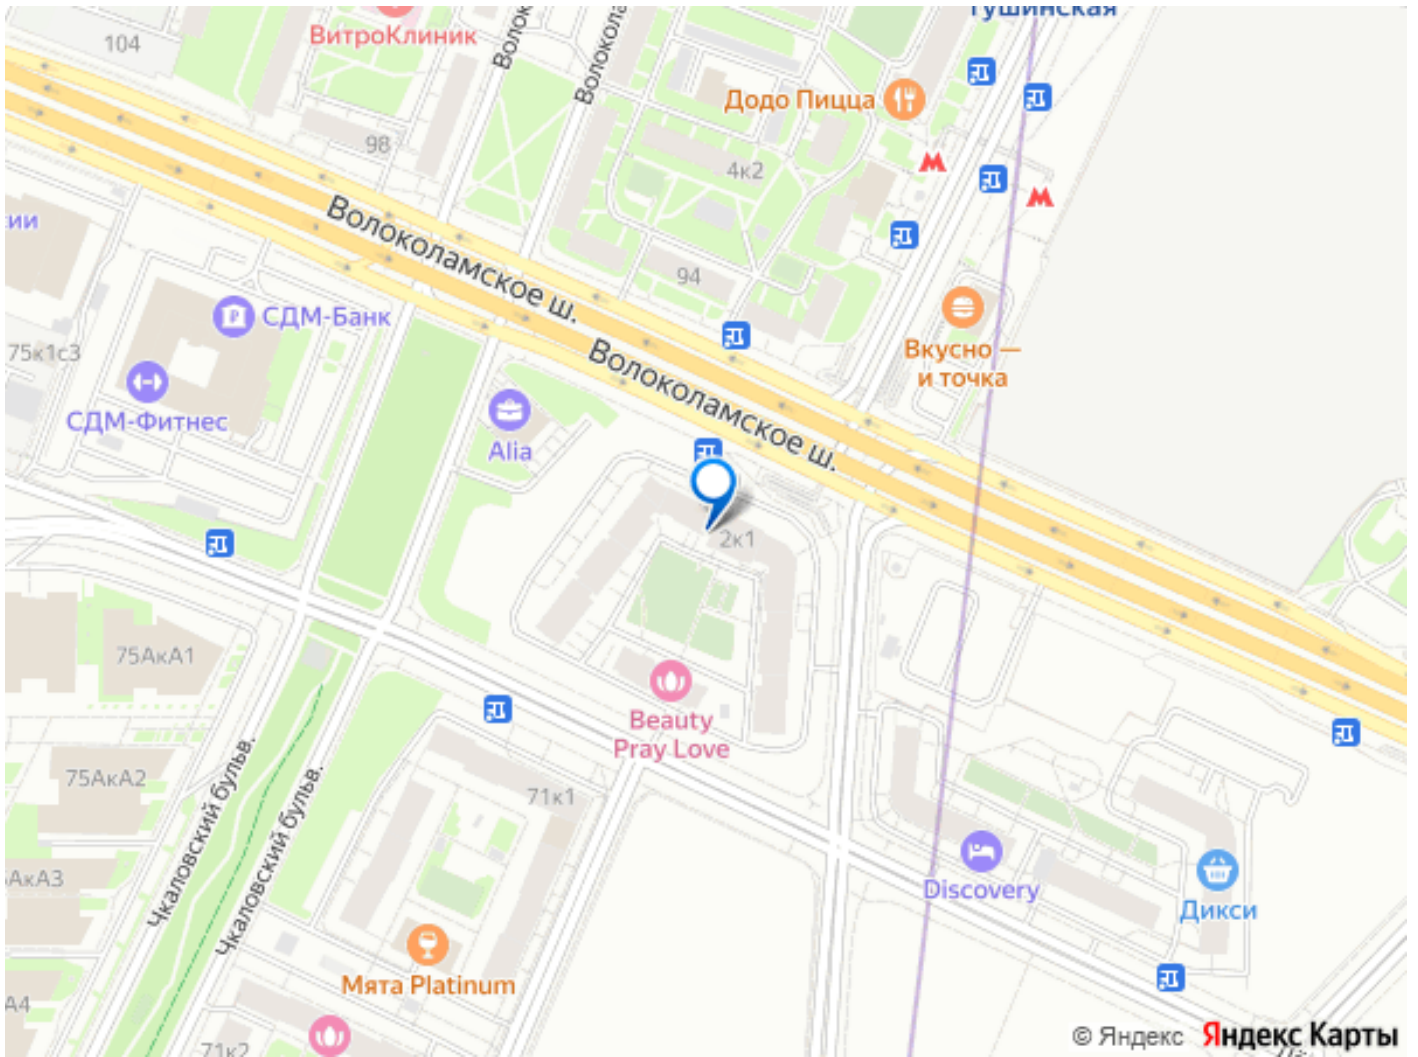 Тушинская
104
ВитроКлиник
Волок
Волокола
Додо Пицца
98
4к2
Волоколамское ш.
94
ии
СДМ-Банк
75к1с3
СДМ-Фитнес
Вкусно —
и точка
Волоколамское ш.
Alia
2к1
75АкА1
Beauty
Pray Love
75АкА2
71к1
Чкаловский бульв.
Чкаловский бульв.
АкА3
Discovery
Дикси
Мята Platinum
А4
71к2
© Яндекс Яндекс Карты